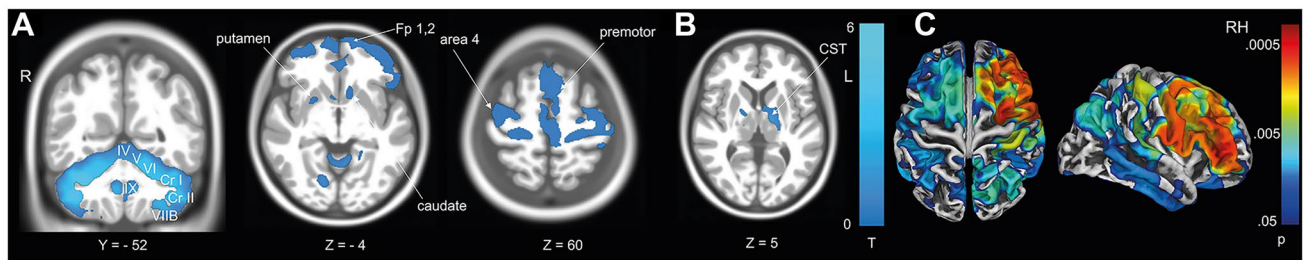 A
R
IV
V
VI
Cr I
IX
Cr II
VIIB
Y = - 52
putamen
Fp 1,2
caudate
Z = - 4
area 4
premotor
Z = 60
B
CST
Z = 5
6
L
0
T
C
RH
.0005
.005
.05
p